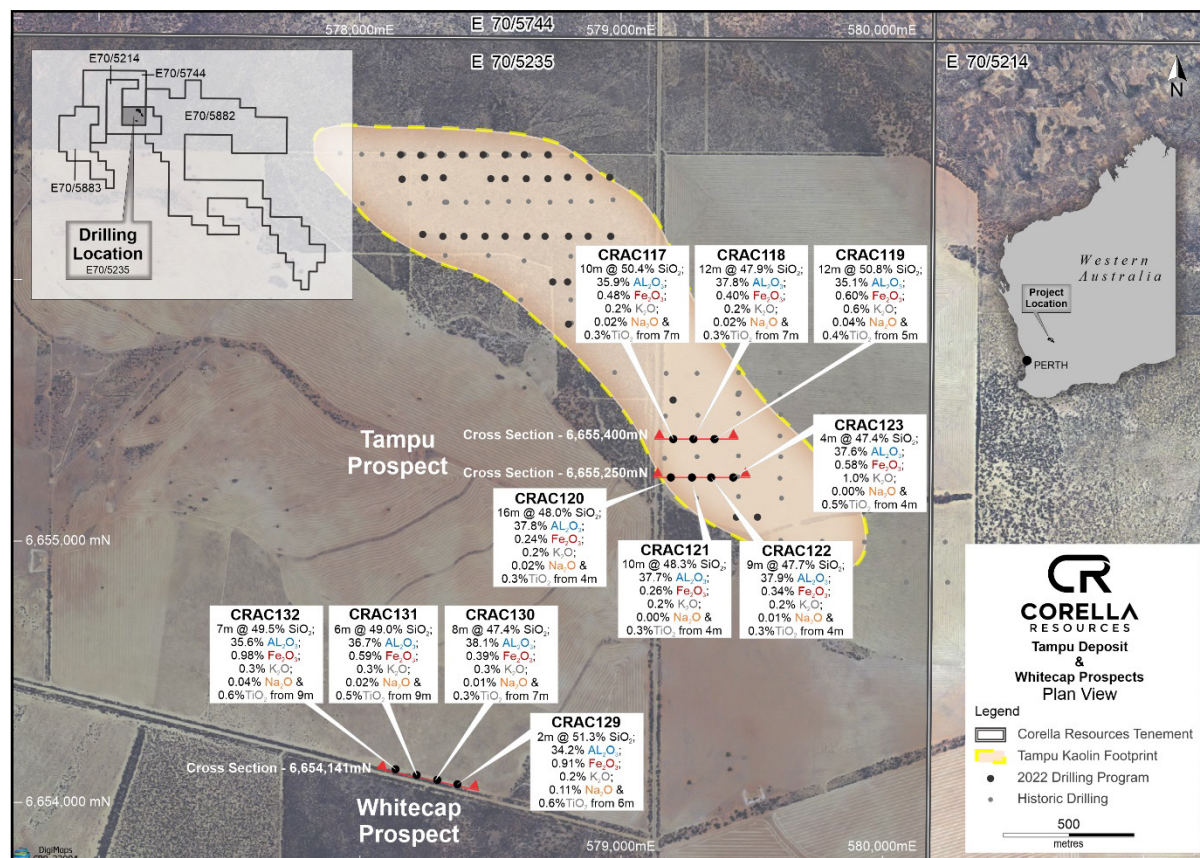 578,000mE
E 70/5744
579,000mE
580,000mE
E 70/5235
E 70/5214
N
E70/5214
E70/5744
E70/5882
E70/5883
Drilling
Location
E70/5235
Western
Australia
Project
Location
PERTH
CRAC117
10m @ 50.4% SiO₂;
35.9% AL₂O₃;
0.48% Fe₂O₃;
0.2% K₂O;
0.02% Na₂O &
0.3%TiO₂ from 7m
CRAC118
12m @ 47.9% SiO₂;
37.8% AL₂O₃;
0.40% Fe₂O₃;
0.2% K₂O;
0.02% Na₂O &
0.3%TiO₂ from 7m
CRAC119
12m @ 50.8% SiO₂;
35.1% AL₂O₃;
0.60% Fe₂O₃;
0.6% K₂O;
0.04% Na₂O &
0.4%TiO₂ from 5m
Tampu
Prospect
Cross Section - 6,655,400mN
Cross Section - 6,655,250mN
CRAC123
4m @ 47.4% SiO₂;
37.6% AL₂O₃;
0.58% Fe₂O₃;
1.0% K₂O;
0.00% Na₂O &
0.5%TiO₂ from 4m
CRAC120
16m @ 48.0% SiO₂;
37.8% AL₂O₃;
0.24% Fe₂O₃;
0.2% K₂O;
0.02% Na₂O &
0.3%TiO₂ from 4m
CRAC121
10m @ 48.3% SiO₂;
37.7% AL₂O₃;
0.26% Fe₂O₃;
0.2% K₂O;
0.00% Na₂O &
0.3%TiO₂ from 4m
CRAC122
9m @ 47.7% SiO₂;
37.9% AL₂O₃;
0.34% Fe₂O₃;
0.2% K₂O;
0.01% Na₂O &
0.3%TiO₂ from 4m
6,655,000 mN
CRAC132
7m @ 49.5% SiO₂;
35.6% AL₂O₃;
0.98% Fe₂O₃;
0.3% K₂O;
0.04% Na₂O &
0.6%TiO₂ from 9m
CRAC131
6m @ 49.0% SiO₂;
36.7% AL₂O₃;
0.59% Fe₂O₃;
0.3% K₂O;
0.02% Na₂O &
0.5%TiO₂ from 9m
CRAC130
8m @ 47.4% SiO₂;
38.1% AL₂O₃;
0.39% Fe₂O₃;
0.3% K₂O;
0.01% Na₂O &
0.3%TiO₂ from 7m
CRAC129
2m @ 51.3% SiO₂;
34.2% AL₂O₃;
0.91% Fe₂O₃;
0.2% K₂O;
0.11% Na₂O &
0.6%TiO₂ from 6m
Cross Section - 6,654,141mN
Whitecap
Prospect
6,654,000 mN
579,000mE
580,000mE
DigiMaps
CR
CORELLA
RESOURCES
Tampu Deposit
&
Whitecap Prospects
Plan View
Legend
Corella Resources Tenement
Tampu Kaolin Footprint
2022 Drilling Program
Historic Drilling
500
metres